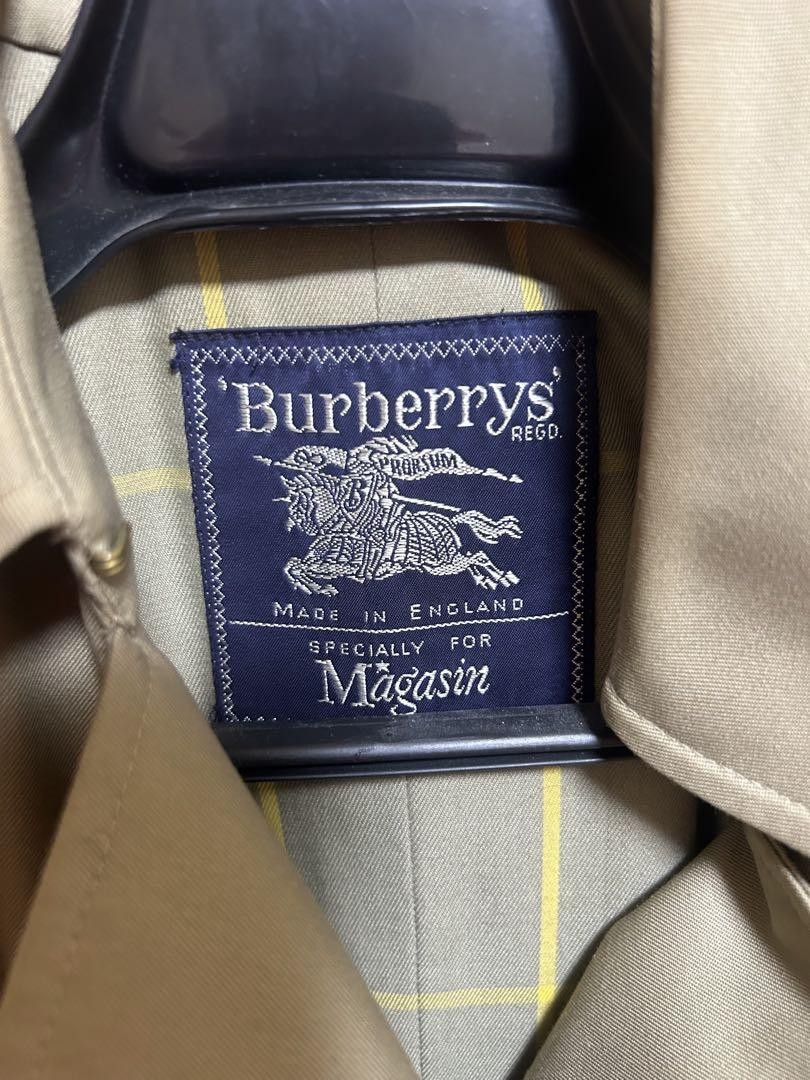 'Burberrys'
REGD.
PRORSUM
B
MADE IN ENGLAND
SPECIALLY FOR
Magasin